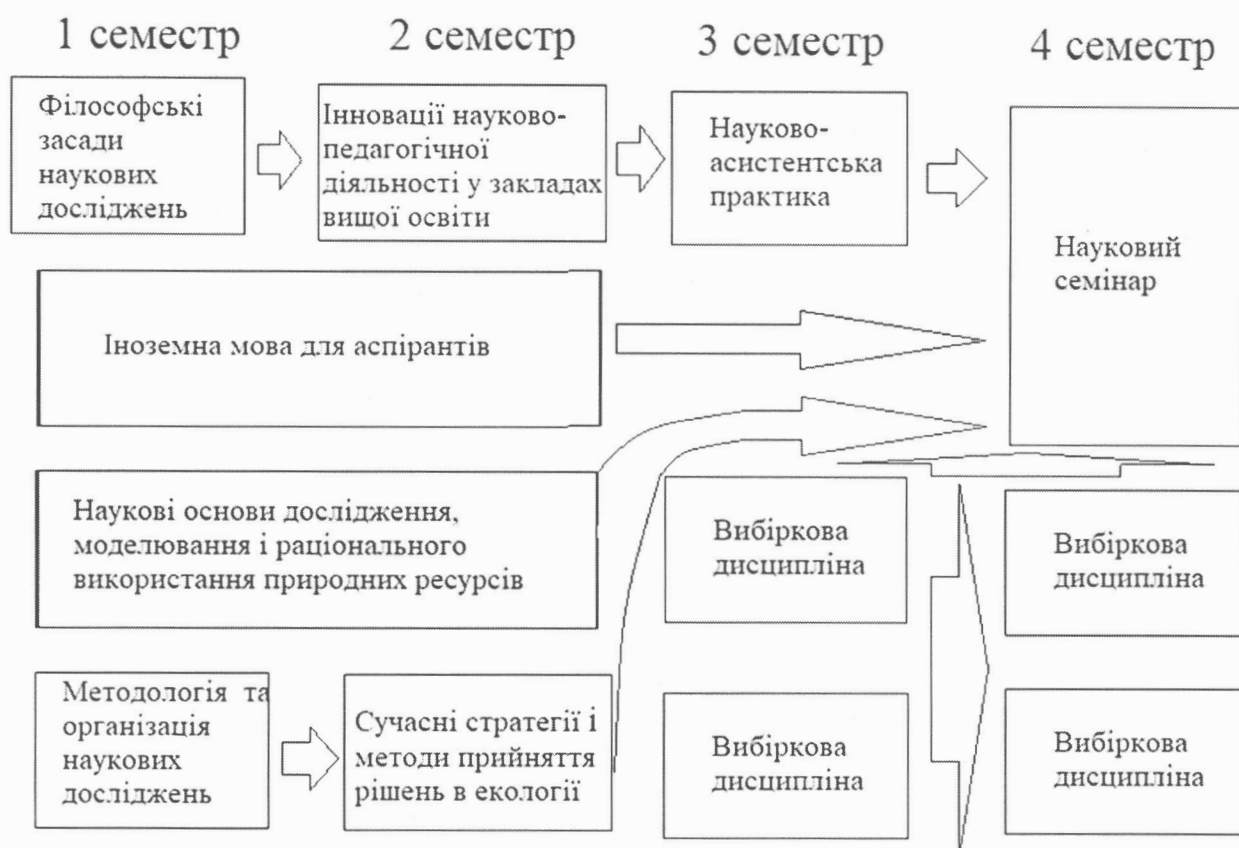 1 семестр
2 семестр
3 семестр
4 семестр
Філософські
засади
наукових
досліджень
Інновації науково-
педагогічної
діяльності у закладах
вищої освіти
Науково-
асистентська
практика
Науковий
семінар
Іноземна мова для аспірантів
Наукові основи дослідження,
моделювання і раціонального
використання природних ресурсів
Вибіркова
дисципліна
Вибіркова
дисципліна
Методологія та
організація
наукових
досліджень
Сучасні стратегії і
методи прийняття
рішень в екології
Вибіркова
дисципліна
Вибіркова
дисципліна